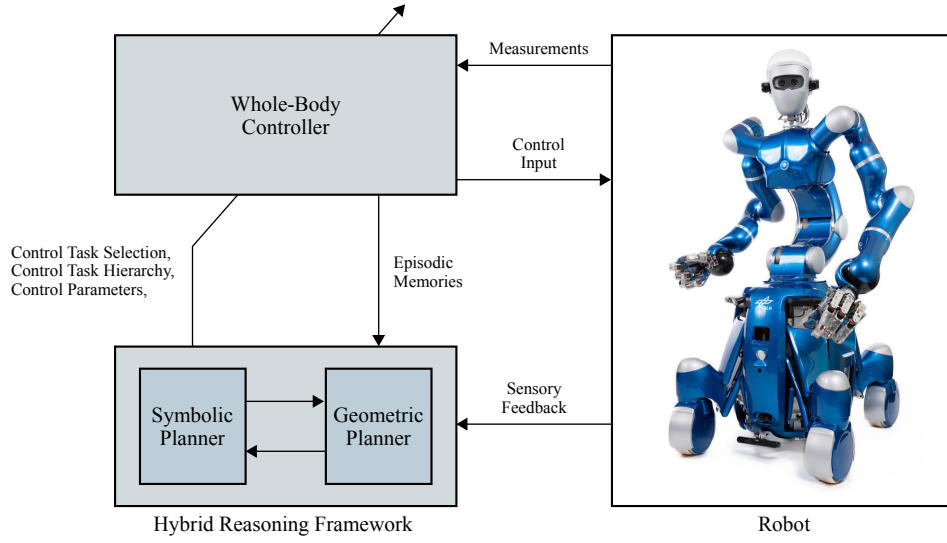 Measurements
Whole-Body
Controller
Control
Input
Control Task Selection,
Control Task Hierarchy,
Control Parameters,
Episodic
Memories
Symbolic
Planner
Geometric
Planner
Sensory
Feedback
Hybrid Reasoning Framework
Robot